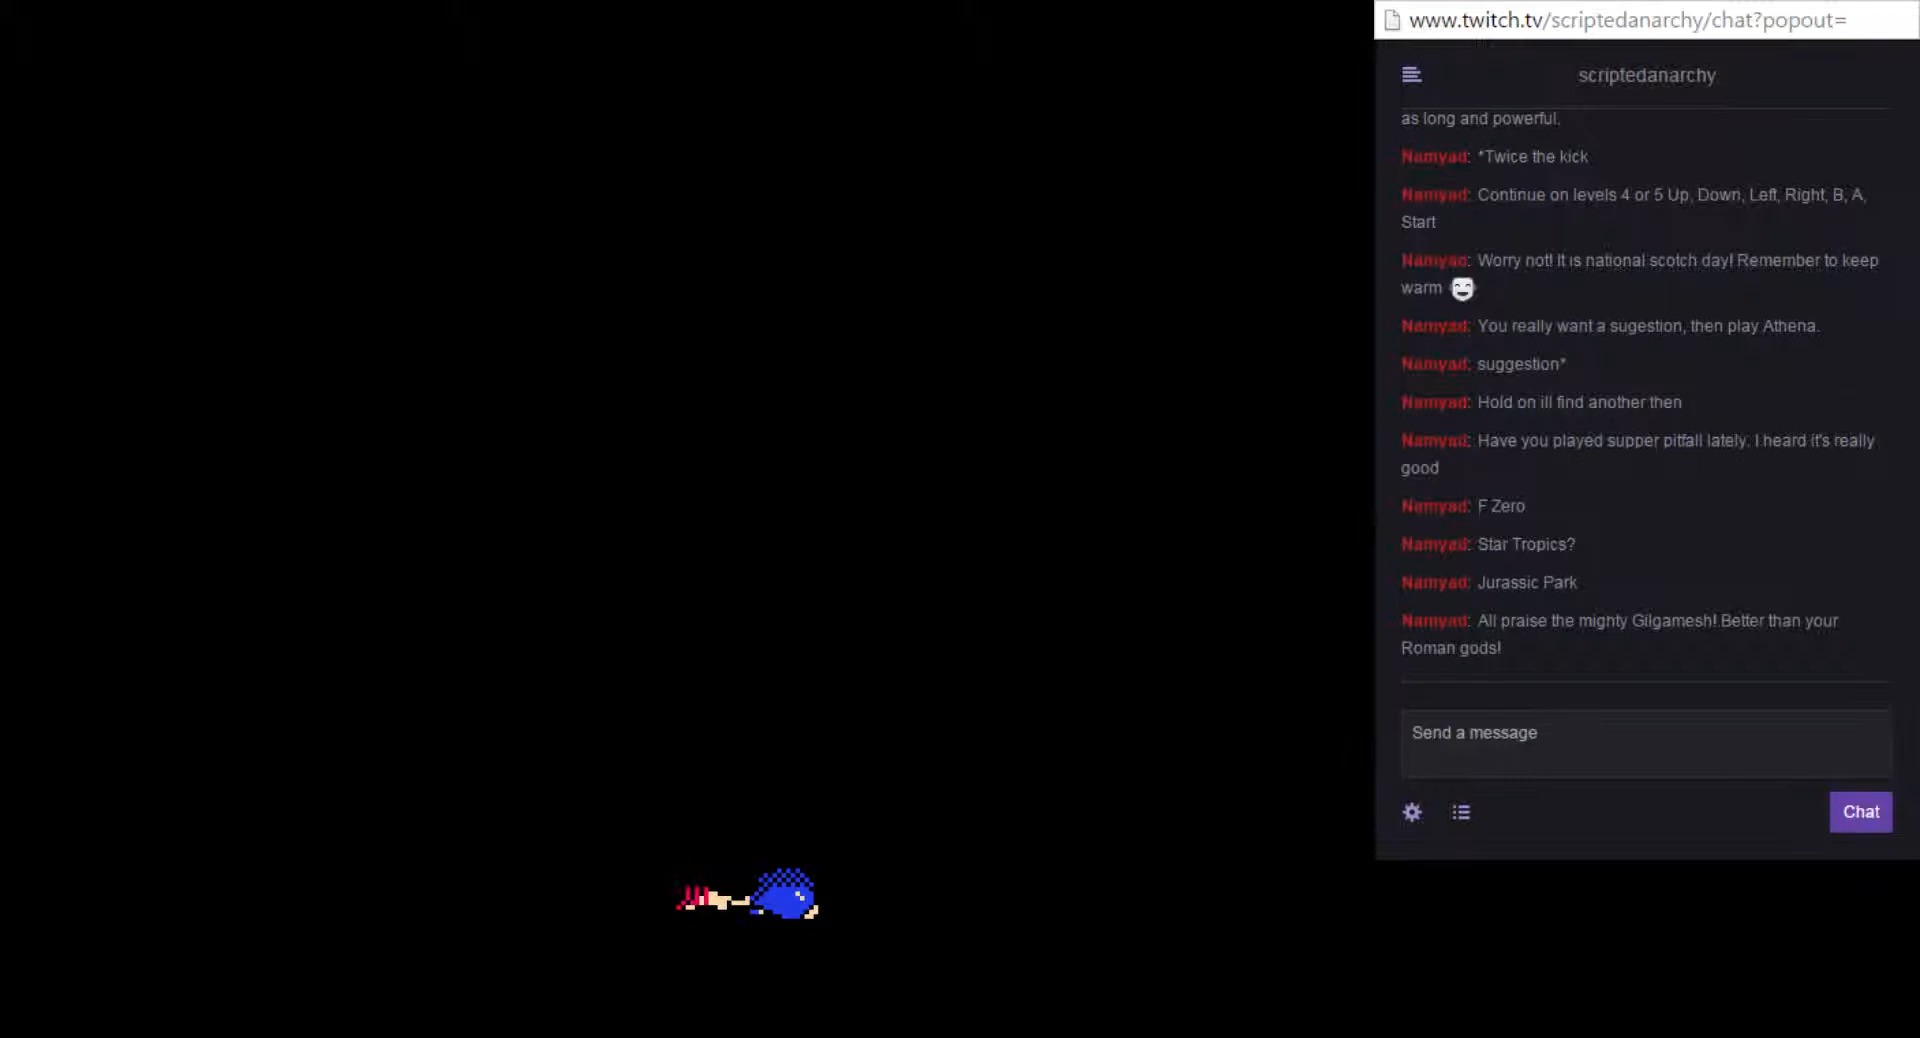 www.twitch.tv/scriptedanarchy/chat?popout=
scriptedanarchy
as long and powerful.
Namyad: *Twice the kick
Namyad: Continue on levels 4 or 5 Up, Down, Left, Right, B, A,
Start
Namyad: Worry not! It is national scotch day! Remember to keep
warm
Namyad: You really want a sugestion, then play Athena.
Namyad: suggestion*
Namyad: Hold on ill find another then
Namyad: Have you played supper pitfall lately. I heard it's really
good
Namyad: F Zero
Namyad: Star Tropics?
Namyad: Jurassic Park
Namyad: All praise the mighty Gilgamesh! Better than your
Roman gods!
Send a message
Chat